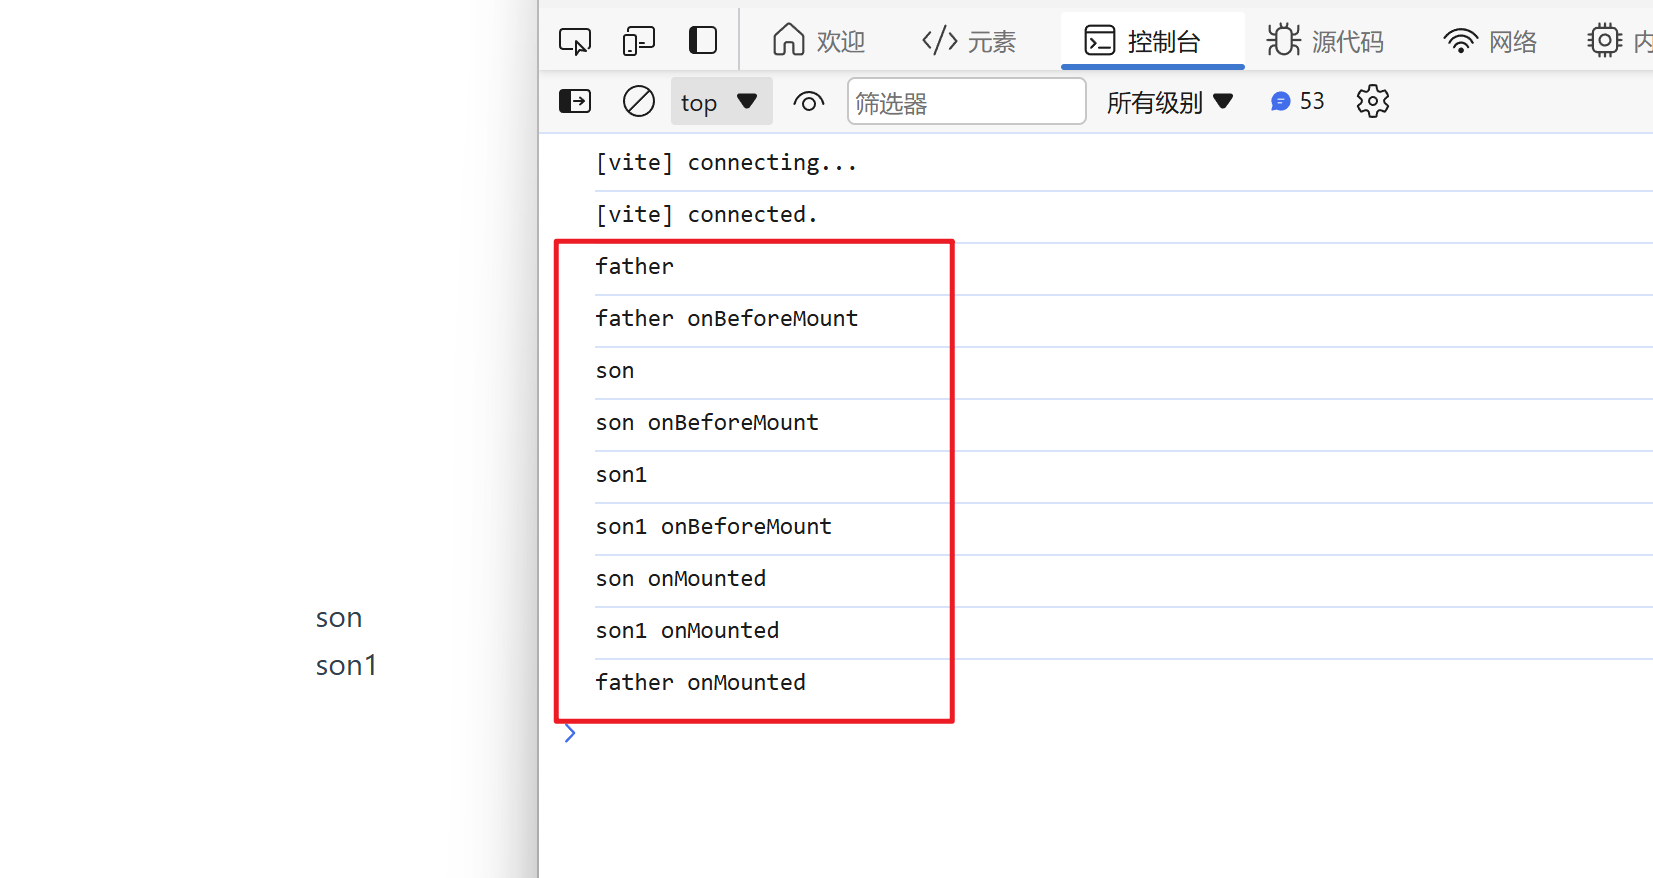 欢迎 元素 控制台 源代码 网络 内
top 筛选器 所有级别 53
[vite] connecting...
[vite] connected.
father
father onBeforeMount
son
son onBeforeMount
son1
son1 onBeforeMount
son onMounted
son1 onMounted
father onMounted
son
son1